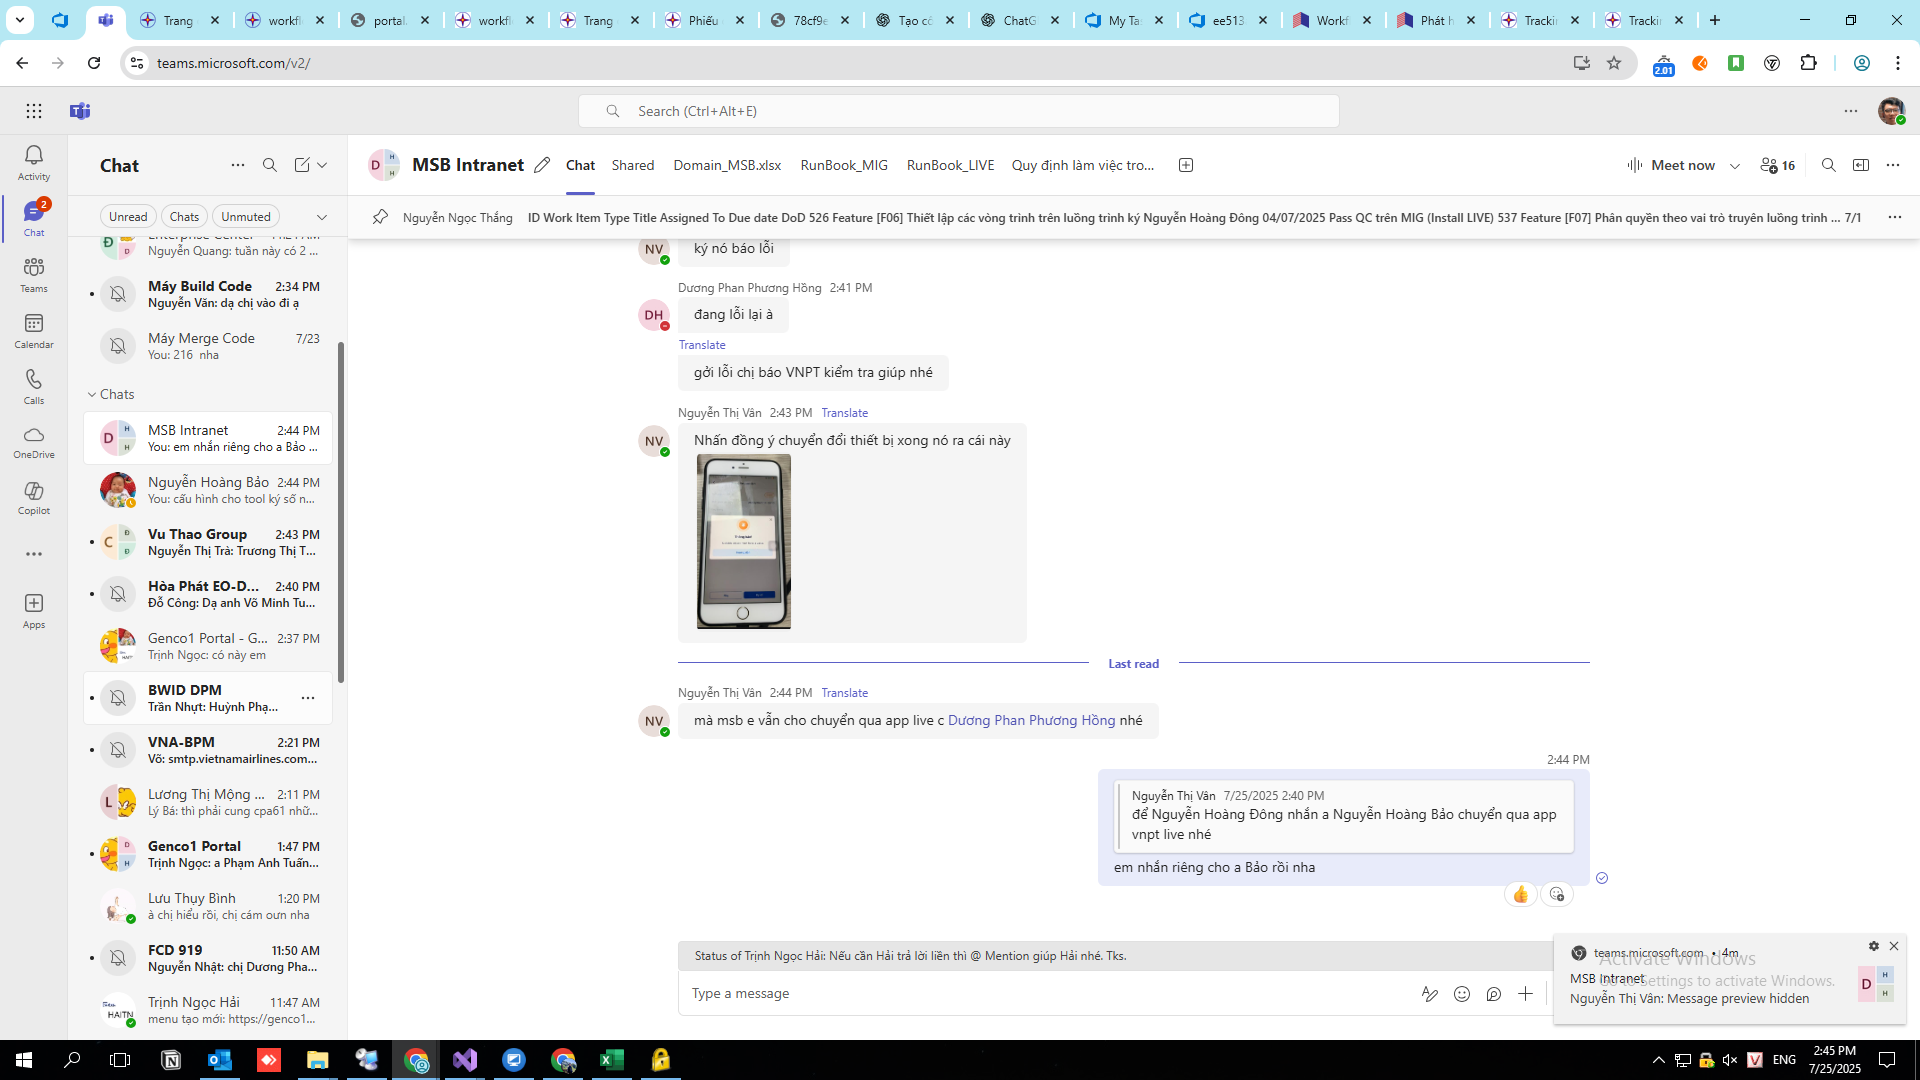 Trang
workfl
portal.
workfl
Trang
Phiếu
78cf9e
Tạo có
ChatG
My Ta
ee513
Workf
Phát h
Trackin
Trackin
teams.microsoft.com/v2/
2.01
Search (Ctrl+Alt+E)
Activity
2
Chat
Teams
Calendar
Calls
OneDrive
Copilot
Apps
Chat
Unread
Chats
Unmuted
Nguyễn Quang: tuần này có 2 ...
Máy Build Code 2:34 PM
Nguyễn Văn: dạ chị vào đi ạ
Máy Merge Code 7/23
You: 216 nha
Chats
MSB Intranet 2:44 PM
You: em nhắn riêng cho a Bảo ...
Nguyễn Hoàng Bảo 2:44 PM
You: cấu hình cho tool ký số n...
Vu Thao Group 2:43 PM
Nguyễn Thị Trà: Trương Thị T...
Hòa Phát EO-D... 2:40 PM
Đỗ Công: Dạ anh Võ Minh Tu...
Genco1 Portal - G... 2:37 PM
Trịnh Ngọc: có này em
BWID DPM
Trần Nhựt: Huỳnh Phạ...
VNA-BPM 2:21 PM
Võ: smtp.vietnamairlines.com...
Lương Thị Mộng ... 2:11 PM
Lý Bá: thì phải cung cpa61 nhữ...
Genco1 Portal 1:47 PM
Trịnh Ngọc: a Phạm Anh Tuấn...
Lưu Thụy Bình 1:20 PM
à chị hiểu rồi, chị cám ơưn nha
FCD 919 11:50 AM
Nguyễn Nhật: chị Dương Pha...
Trịnh Ngọc Hải 11:47 AM
menu tạo mới: https://genco1...
MSB Intranet
Chat
Shared
Domain_MSB.xlsx
RunBook_MIG
RunBook_LIVE
Quy định làm việc tro...
Meet now
16
Nguyễn Ngọc Thắng ID Work Item Type Title Assigned To Due date DoD 526 Feature [F06] Thiết lập các vòng trình trên luồng trình ký Nguyễn Hoàng Đông 04/07/2025 Pass QC trên MIG (Install LIVE) 537 Feature [F07] Phân quyền theo vai trò truyên luồng trình ... 7/1
NV
ký nó báo lỗi
Dương Phan Phương Hồng 2:41 PM
DH
đang lỗi lại à
Translate
gởi lỗi chị báo VNPT kiểm tra giúp nhé
Nguyễn Thị Vân 2:43 PM Translate
NV
Nhấn đồng ý chuyển đổi thiết bị xong nó ra cái này
Last read
Nguyễn Thị Vân 2:44 PM Translate
NV
mà msb e vẫn cho chuyển qua app live c Dương Phan Phương Hồng nhé
2:44 PM
Nguyễn Thị Vân 7/25/2025 2:40 PM
để Nguyễn Hoàng Đông nhắn a Nguyễn Hoàng Bảo chuyển qua app
vnpt live nhé
em nhắn riêng cho a Bảo rồi nha
Status of Trịnh Ngọc Hải: Nếu cần Hải trả lời liền thì @ Mention giúp Hải nhé. Tks.
Type a message
teams.microsoft.com • 4m
MSB Intranet
Nguyễn Thị Vân: Message preview hidden
Activate Windows
Go to Settings to activate Windows.
ENG
2:45 PM
7/25/2025